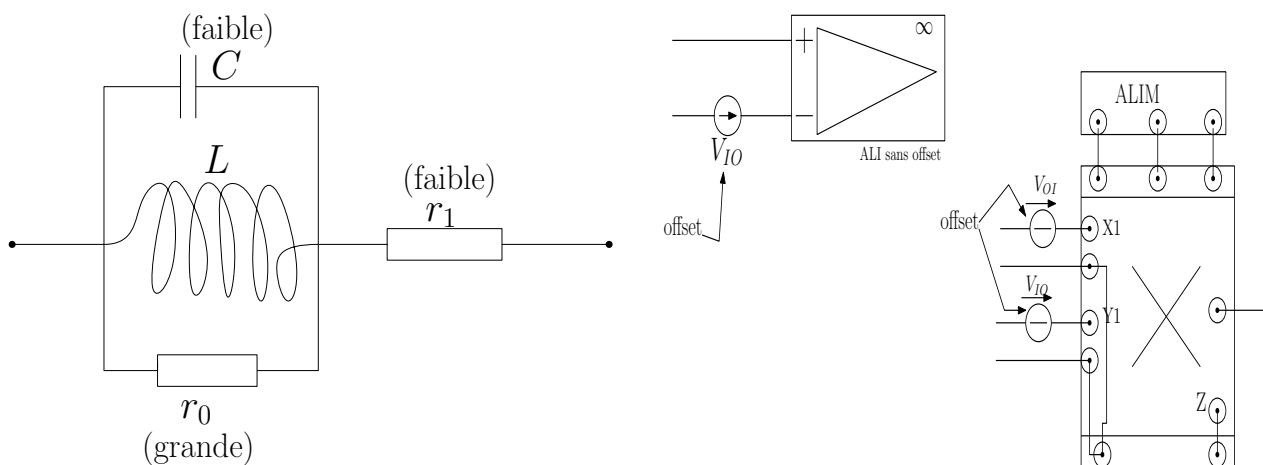 (faible)
C
L
(faible)
r1
r0
(grande)
∞
+
−
VIO
ALI sans offset
offset
ALIM
VOI
offset
X1
VIO
Y1
Z